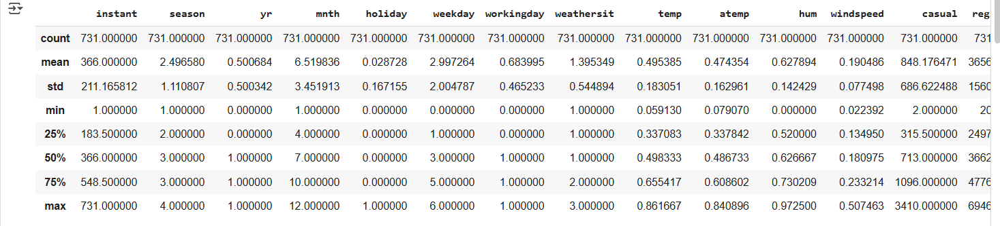 instant season yr mnth holiday weekday workingday weathersit temp atemp hum windspeed casual reg
count 731.000000 731.000000 731.000000 731.000000 731.000000 731.000000 731.000000 731.000000 731.000000 731.000000 731.000000 731.000000 731.000000 731
mean 366.000000 2.496580 0.500684 6.519836 0.028728 2.997264 0.683995 1.395349 0.495385 0.474354 0.627894 0.190486 848.176471 3656
std 211.165812 1.110807 0.500342 3.451913 0.167155 2.004787 0.465233 0.544894 0.183051 0.162961 0.142429 0.077498 686.622488 1560
min 1.000000 1.000000 0.000000 1.000000 0.000000 0.000000 0.000000 1.000000 0.059130 0.079070 0.000000 0.022392 2.000000 20
25% 183.500000 2.000000 0.000000 4.000000 0.000000 1.000000 0.000000 1.000000 0.337083 0.337842 0.520000 0.134950 315.500000 2497
50% 366.000000 3.000000 1.000000 7.000000 0.000000 3.000000 1.000000 1.000000 0.498333 0.486733 0.626667 0.180975 713.000000 3662
75% 548.500000 3.000000 1.000000 10.000000 0.000000 5.000000 1.000000 2.000000 0.655417 0.608602 0.730209 0.233214 1096.000000 4776
max 731.000000 4.000000 1.000000 12.000000 1.000000 6.000000 1.000000 3.000000 0.861667 0.840896 0.972500 0.507463 3410.000000 6946